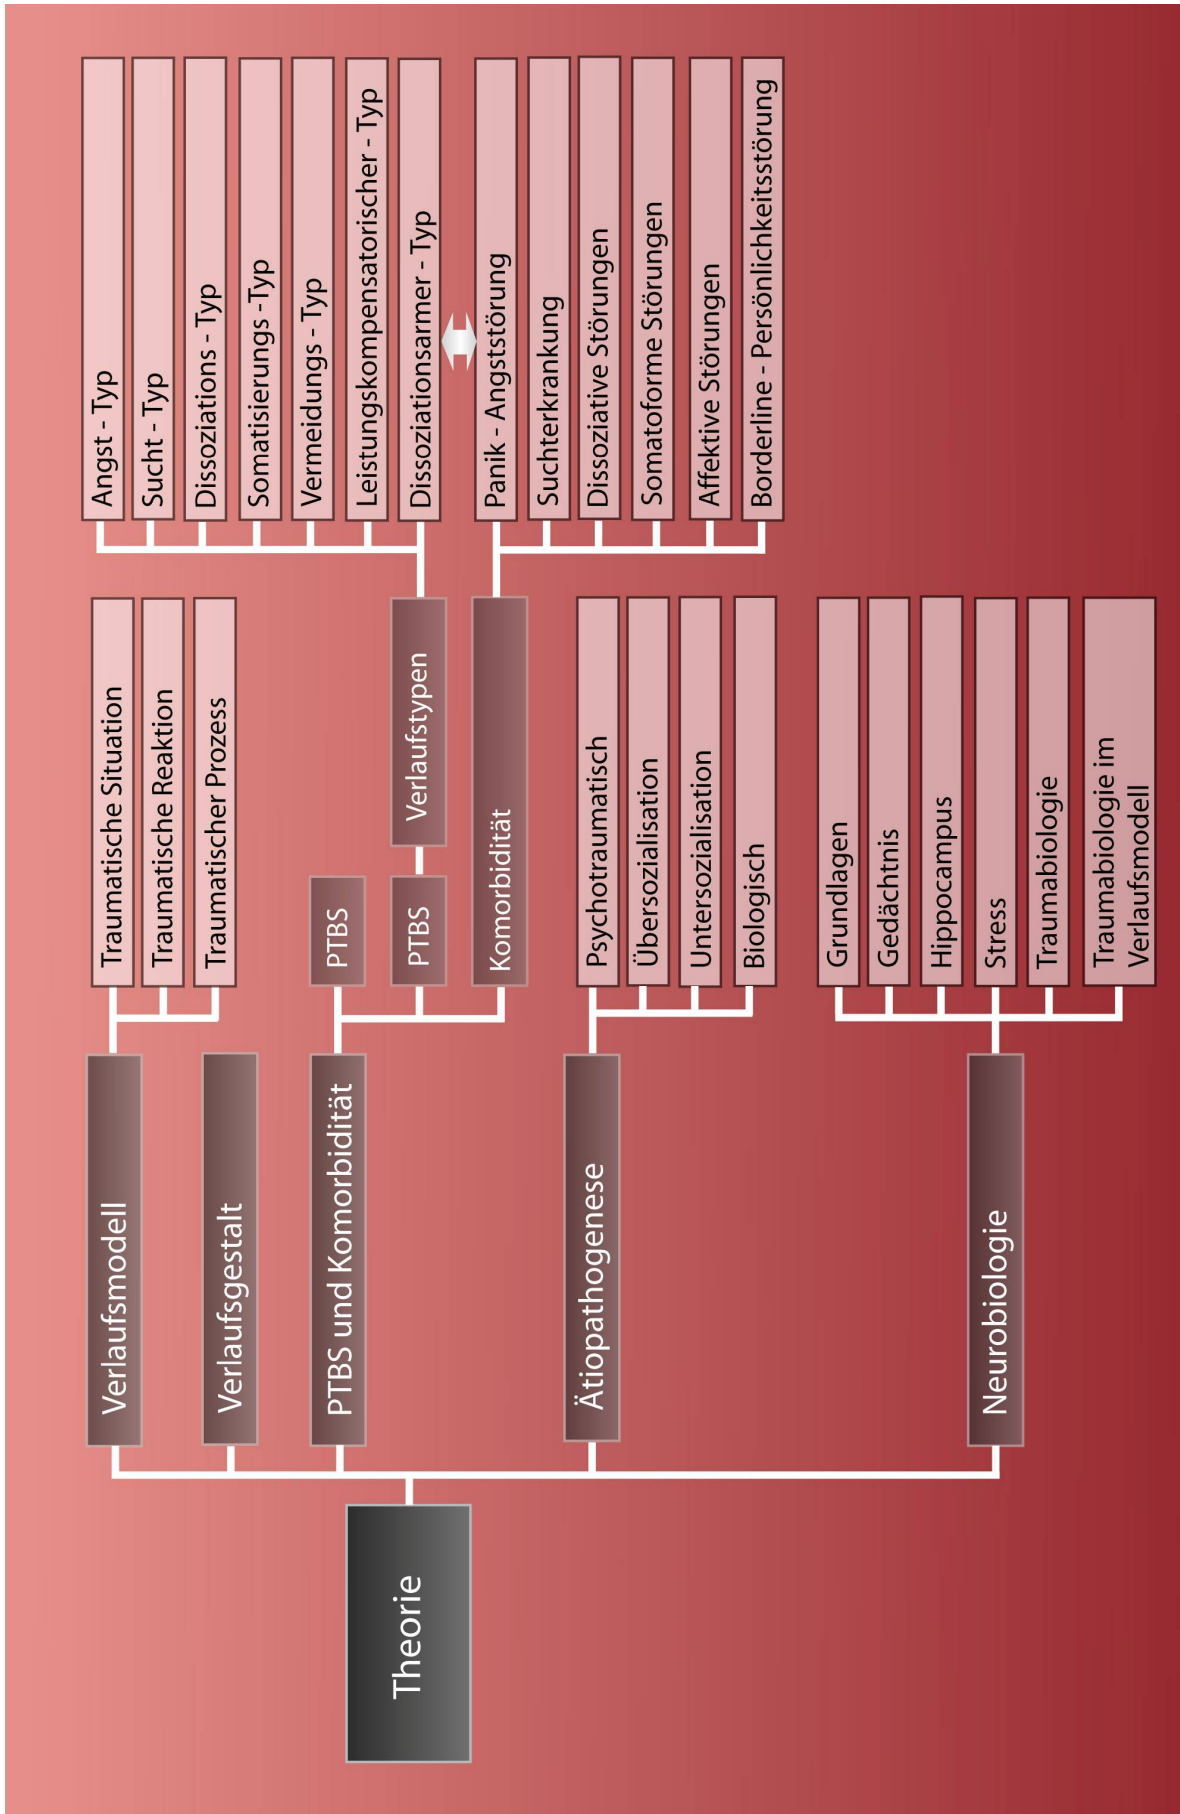 Theorie
Verlaufsmodell
Traumatische Situation
Traumatische Reaktion
Traumatischer Prozess
Verlaufsgestalt
PTBS und Komorbidität
PTBS
PTBS
Verlaufstypen
Angst - Typ
Sucht - Typ
Dissoziations - Typ
Somatisierungs -Typ
Vermeidungs - Typ
Leistungskompensatorischer - Typ
Dissoziationsarmer - Typ
Komorbidität
Panik - Angststörung
Suchterkrankung
Dissoziative Störungen
Somatoforme Störungen
Affektive Störungen
Borderline - Persönlichkeitsstörung
Ätiopathogenese
Psychotraumatisch
Übersozialisation
Untersozialisation
Biologisch
Neurobiologie
Grundlagen
Gedächtnis
Hippocampus
Stress
Traumabiologie
Traumabiologie im
Verlaufsmodell